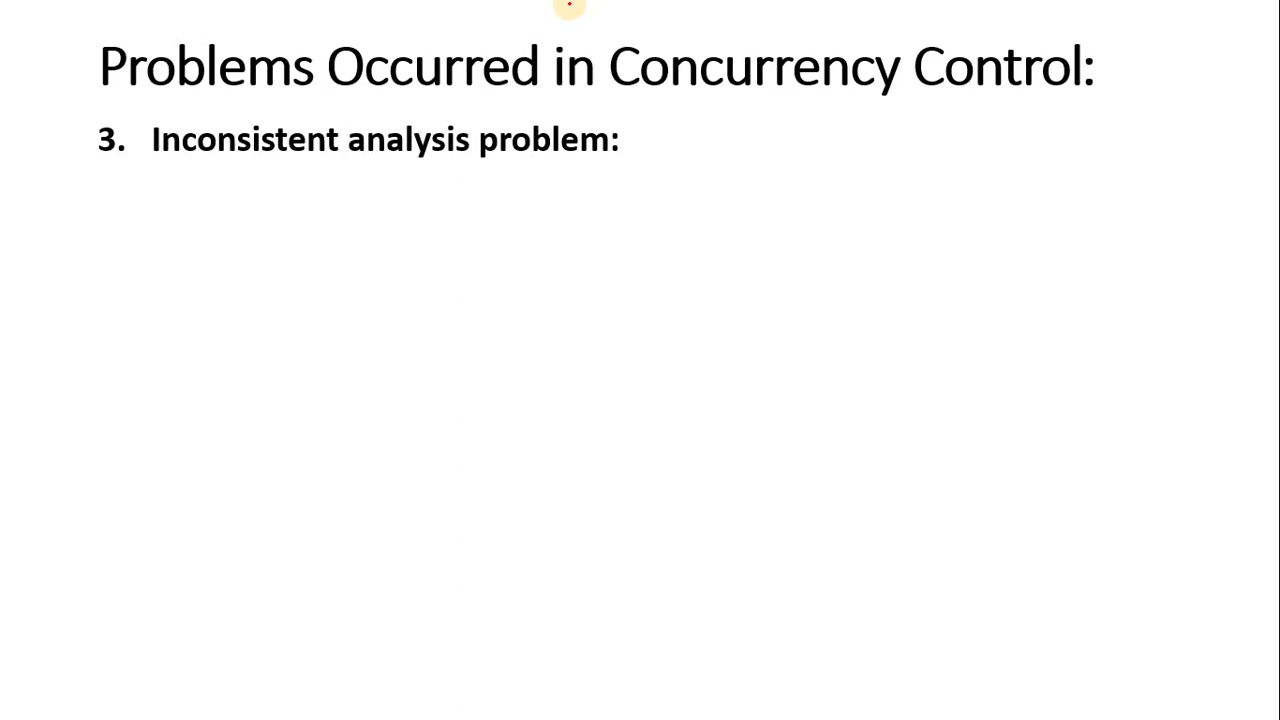 Problems Occurred in Concurrency Control:
3. Inconsistent analysis problem: